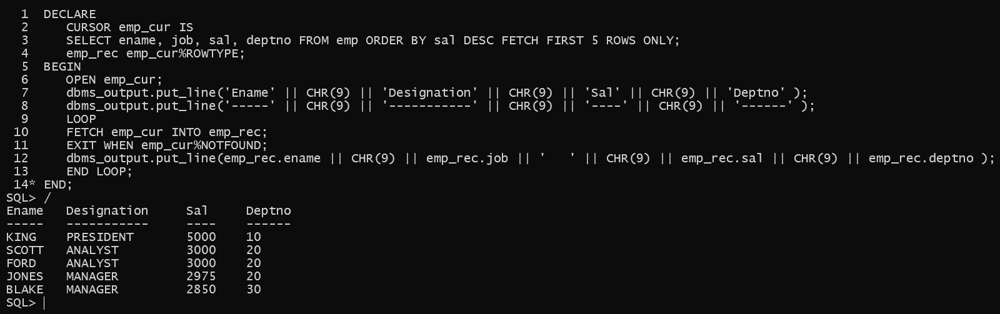 1  DECLARE
  2     CURSOR emp_cur IS
  3     SELECT ename, job, sal, deptno FROM emp ORDER BY sal DESC FETCH FIRST 5 ROWS ONLY;
  4     emp_rec emp_cur%ROWTYPE;
  5  BEGIN
  6     OPEN emp_cur;
  7     dbms_output.put_line('Ename' || CHR(9) || 'Designation' || CHR(9) || 'Sal' || CHR(9) || 'Deptno' );
  8     dbms_output.put_line('-----' || CHR(9) || '-----------' || CHR(9) || '----' || CHR(9) || '------' );
  9     LOOP
 10     FETCH emp_cur INTO emp_rec;
 11     EXIT WHEN emp_cur%NOTFOUND;
 12     dbms_output.put_line(emp_rec.ename || CHR(9) || emp_rec.job || '   ' || CHR(9) || emp_rec.sal || CHR(9) || emp_rec.deptno );
 13     END LOOP;
 14* END;
SQL> /
Ename   Designation     Sal     Deptno
-----   -----------     ----    ------
KING    PRESIDENT       5000    10
SCOTT   ANALYST         3000    20
FORD    ANALYST         3000    20
JONES   MANAGER         2975    20
BLAKE   MANAGER         2850    30
SQL>